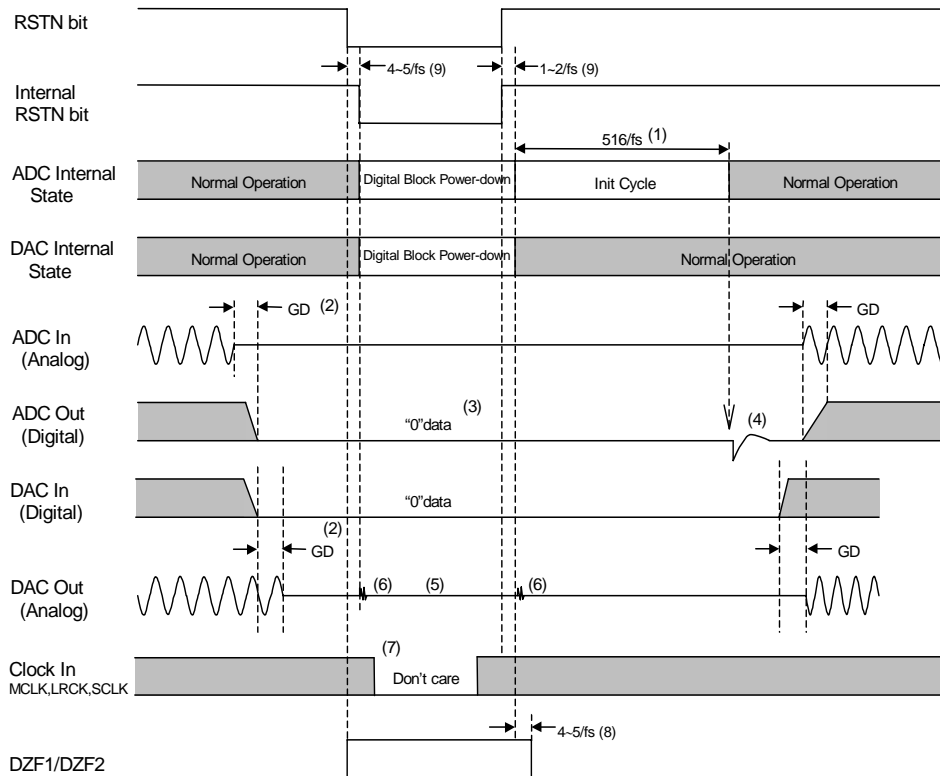 RSTN bit
4~5/fs (9)
1~2/fs (9)
Internal
RSTN bit
516/fs (1)
ADC Internal
State
Normal Operation
Digital Block Power-down
Init Cycle
Normal Operation
DAC Internal
State
Normal Operation
Digital Block Power-down
Normal Operation
GD (2)
GD
ADC In
(Analog)
ADC Out
(Digital)
(3)
“0”data
(4)
DAC In
(Digital)
“0”data
(2)
GD
GD
DAC Out
(Analog)
(6)
(5)
(6)
(7)
Clock In
MCLK,LRCK,SCLK
Don’t care
4~5/fs (8)
DZF1/DZF2